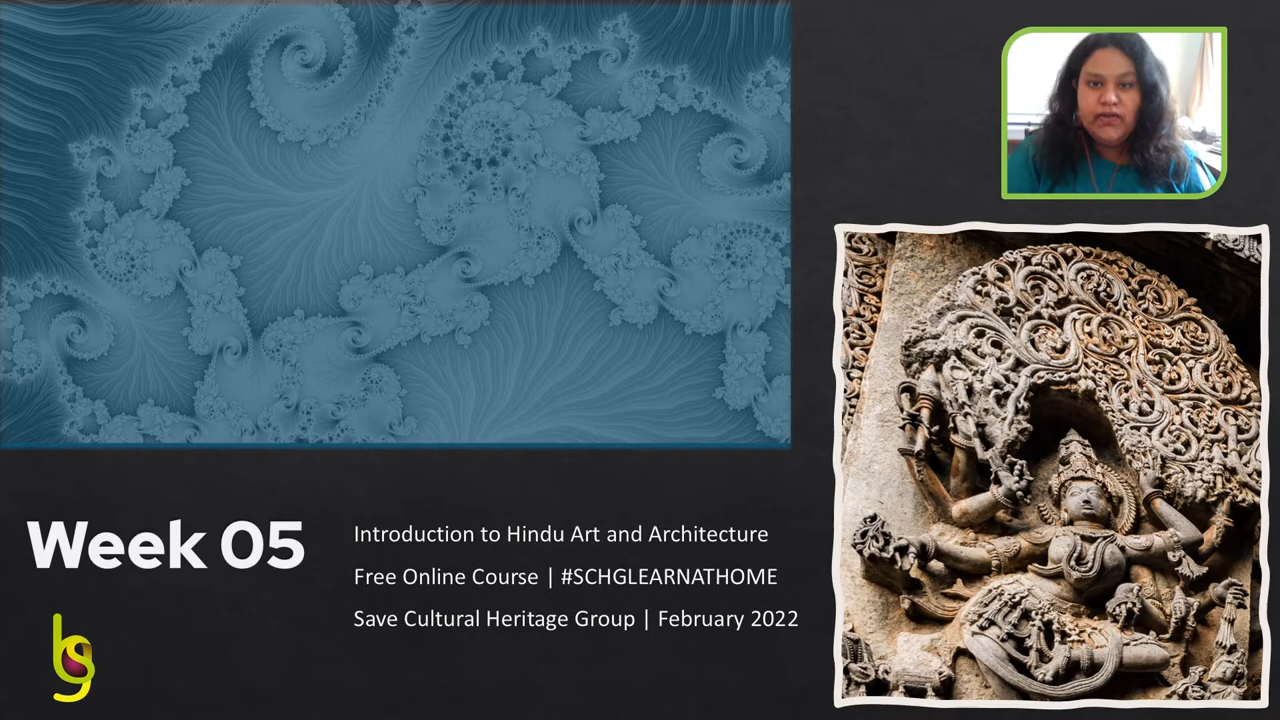 Week 05
Introduction to Hindu Art and Architecture
Free Online Course | #SCHGLEARNATHOME
Save Cultural Heritage Group | February 2022